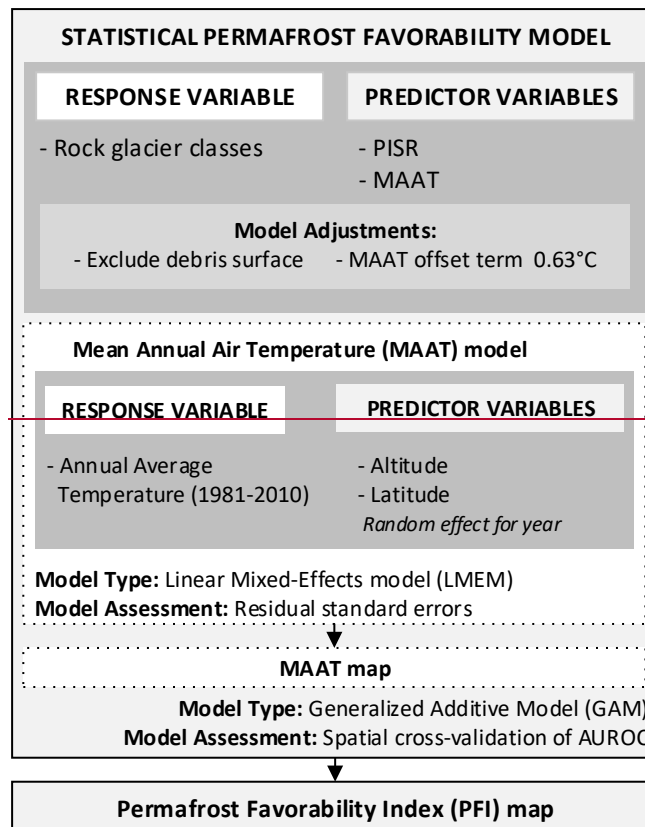 STATISTICAL PERMAFROST FAVORABILITY MODEL
RESPONSE VARIABLE PREDICTOR VARIABLES
- Rock glacier classes - PISR
- MAAT
Model Adjustments:
- Exclude debris surface - MAAT offset term 0.63°C
Mean Annual Air Temperature (MAAT) model
RESPONSE VARIABLE PREDICTOR VARIABLES
- Annual Average - Altitude
Temperature (1981-2010) - Latitude
Random effect for year
Model Type: Linear Mixed-Effects model (LMEM)
Model Assessment: Residual standard errors
MAAT map
Model Type: Generalized Additive Model (GAM)
Model Assessment: Spatial cross-validation of AUROC
Permafrost Favorability Index (PFI) map